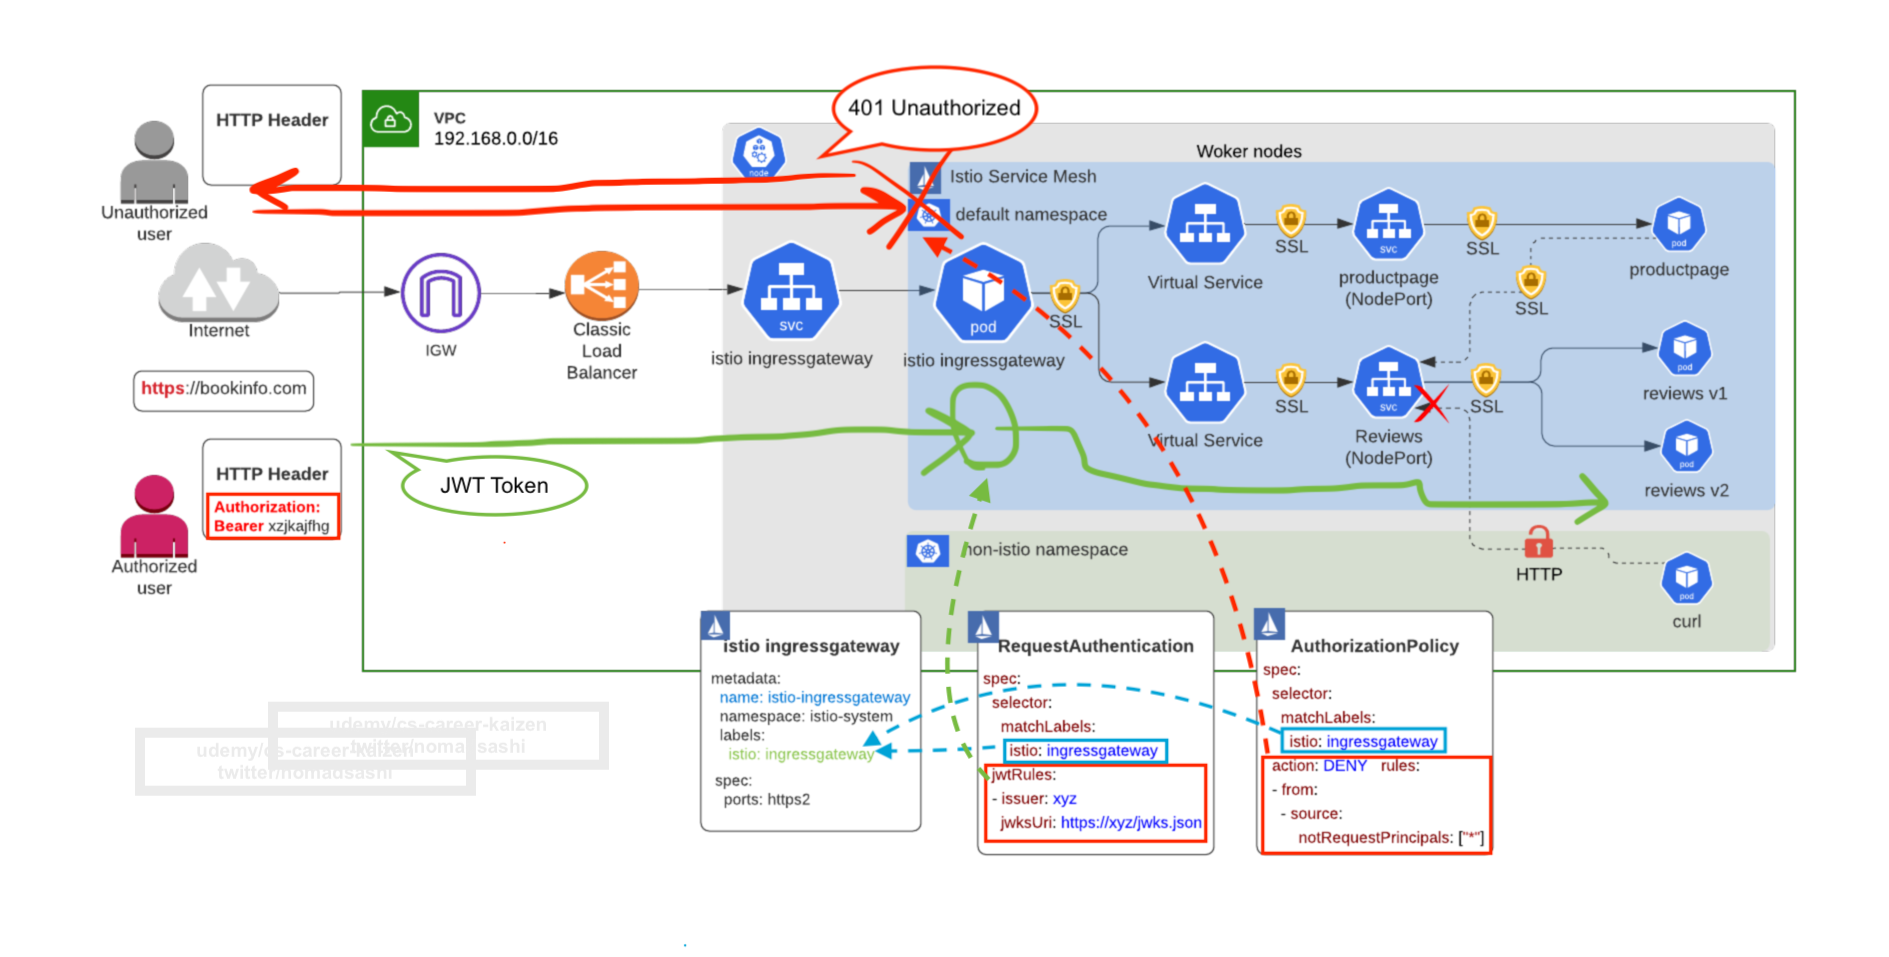 401 Unauthorized
HTTP Header
VPC
192.168.0.0/16
node
Woker nodes
Unauthorized
user
Istio Service Mesh
default namespace
Internet
IGW
Classic
Load
Balancer
svc
istio ingressgateway
pod
istio ingressgateway
SSL
Virtual Service
SSL
svc
productpage
(NodePort)
SSL
pod
productpage
SSL
Virtual Service
SSL
svc
Reviews
(NodePort)
SSL
pod
reviews v1
pod
reviews v2
https://bookinfo.com
HTTP Header
Authorization:
Bearer xzjkajfhg
Authorized
user
JWT Token
non-istio namespace
HTTP
pod
curl
istio ingressgateway
metadata:
name: istio-ingressgateway
namespace: istio-system
labels:
istio: ingressgateway
spec:
ports: https2
RequestAuthentication
spec:
selector:
matchLabels:
istio: ingressgateway
jwtRules:
- issuer: xyz
jwksUri: https://xyz/jwks.json
AuthorizationPolicy
spec:
selector:
matchLabels:
istio: ingressgateway
action: DENY rules:
- from:
- source:
notRequestPrincipals: ["*"]
udemy/cs-career-kaizen
twitter/nomadsashi
udemy/cs-career-kaizen
twitter/nomadsashi